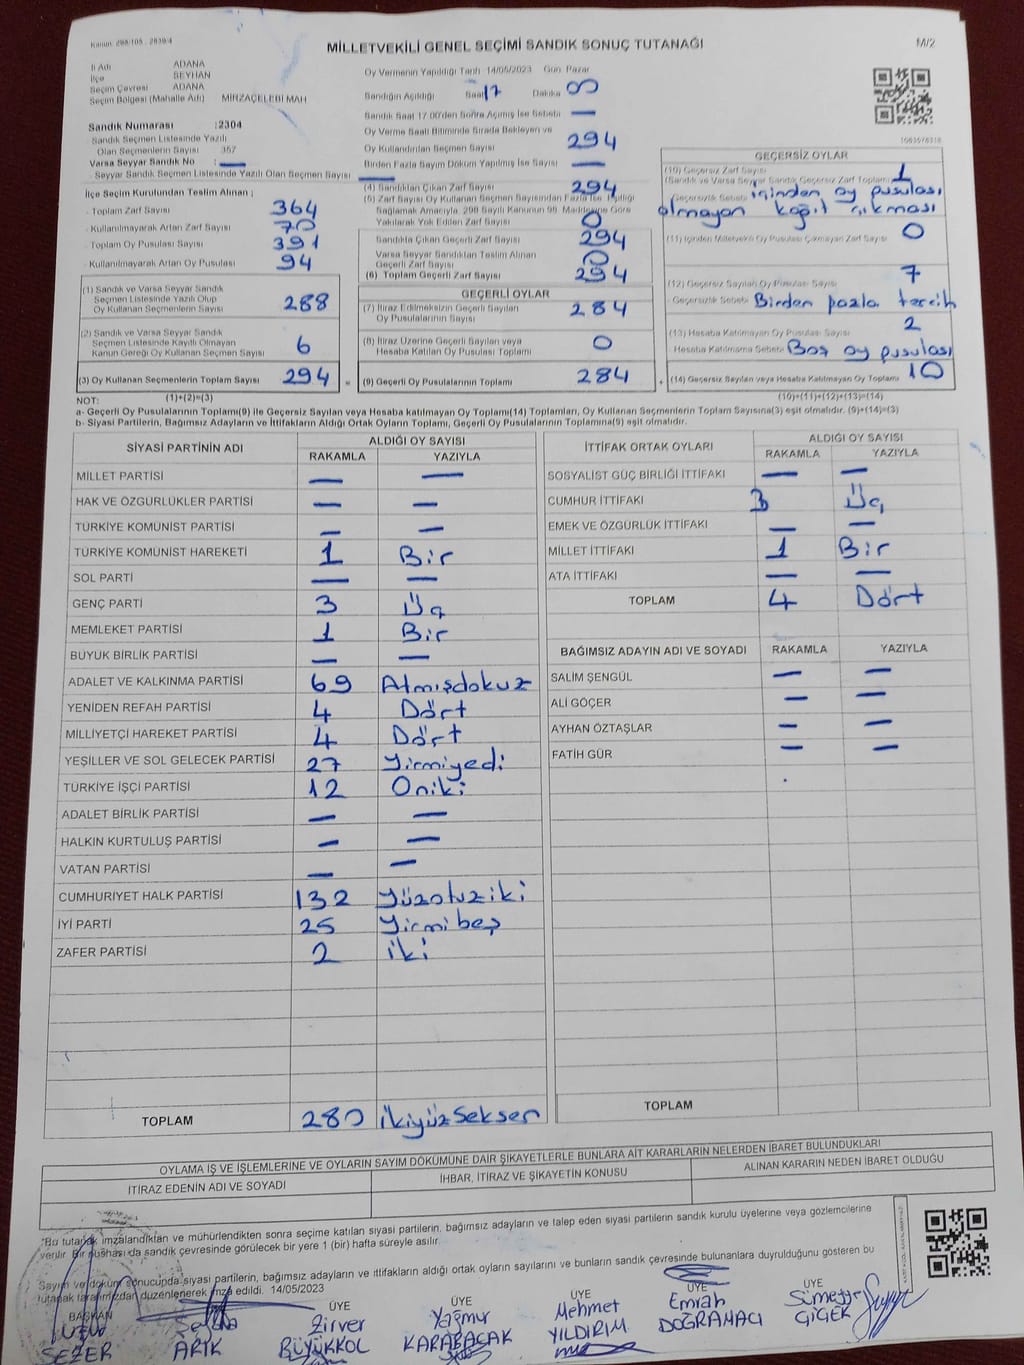 Kanun: 298/105 - 2839/4
MİLLETVEKİLİ GENEL SEÇİMİ SANDIK SONUÇ TUTANAĞI
M/2
İl Adı ADANA
İlçe SEYHAN
Seçim Çevresi ADANA
Seçim Bölgesi (Mahalle Adı) MİRZAÇELEBİ MAH
Sandık Numarası :2304
Sandık Seçmen Listesinde Yazılı
Olan Seçmenlerin Sayısı 357
Varsa Seyyar Sandık No : —
Seyyar Sandık Seçmen Listesinde Yazılı Olan Seçmen Sayısı —
Oy Vermenin Yapıldığı Tarih 14/05/2023 Gün Pazar
Sandığın Açıldığı Saat 17 Dakika 00
Sandık Saat 17:00'den Sonra Açılmış İse Sebebi —
Oy Verme Saati Bitiminde Sırada Bekleyen ve
Oy Kullandırılan Seçmen Sayısı 294
Birden Fazla Sayım Döküm Yapılmış İse Sayısı —
İlçe Seçim Kurulundan Teslim Alınan ;
- Toplam Zarf Sayısı 364
- Kullanılmayarak Artan Zarf Sayısı 70
- Toplam Oy Pusulası Sayısı 391
- Kullanılmayarak Artan Oy Pusulası 94
(4) Sandıktan Çıkan Zarf Sayısı 294
(5) Zarf Sayısı Oy Kullanan Seçmen Sayısından Fazla İse Eşitliği
Sağlamak Amacıyla, 298 Sayılı Kanunun 98. Maddesine Göre
Yakılarak Yok Edilen Zarf Sayısı 0
Sandıkta Çıkan Geçerli Zarf Sayısı 294
Varsa Seyyar Sandıktan Teslim Alınan
Geçerli Zarf Sayısı 0
(6) Toplam Geçerli Zarf Sayısı 294
1063576318
GEÇERSİZ OYLAR
(10) Geçersiz Zarf Sayısı 1
(Sandık ve Varsa Seyyar Sandık Geçersiz Zarf Toplamı)
Geçersizlik Sebebi içinden oy pusulası
olmayan kağıt çıkması
(11) İçinden Milletvekili Oy Pusulası Çıkmayan Zarf Sayısı 0
(12) Geçersiz Sayılan Oy Pusulası Sayısı 7
Geçersizlik Sebebi Birden pazla tercih
(13) Hesaba Katılmayan Oy Pusulası Sayısı 2
Hesaba Katılmama Sebebi Boş oy pusulası
(14) Geçersiz Sayılan veya Hesaba Katılmayan Oy Toplamı 10
(1) Sandık ve Varsa Seyyar Sandık
Seçmen Listesinde Yazılı Olup
Oy Kullanan Seçmenlerin Sayısı 288
(2) Sandık ve Varsa Seyyar Sandık
Seçmen Listesinde Kayıtlı Olmayan
Kanun Gereği Oy Kullanan Seçmen Sayısı 6
(3) Oy Kullanan Seçmenlerin Toplam Sayısı 294 =
GEÇERLİ OYLAR
(7) İtiraz Edilmeksizin Geçerli Sayılan
Oy Pusulalarının Sayısı 284
(8) İtiraz Üzerine Geçerli Sayılan veya
Hesaba Katılan Oy Pusulası Toplamı 0
(9) Geçerli Oy Pusulalarının Toplamı 284 +
NOT: (1)+(2)=(3) (10)+(11)+(12)+(13)=(14)
a- Geçerli Oy Pusulalarının Toplamı(9) ile Geçersiz Sayılan veya Hesaba katılmayan Oy Toplamı(14) Toplamları, Oy Kullanan Seçmenlerin Toplam Sayısına(3) eşit olmalıdır. (9)+(14)=(3)
b- Siyasi Partilerin, Bağımsız Adayların ve İttifakların Aldığı Ortak Oyların Toplamı, Geçerli Oy Pusulalarının Toplamına(9) eşit olmalıdır.
SİYASİ PARTİNİN ADI ALDIĞI OY SAYISI
RAKAMLA YAZIYLA
MİLLET PARTİSİ — —
HAK VE ÖZGÜRLÜKLER PARTİSİ — —
TÜRKİYE KOMÜNİST PARTİSİ — —
TÜRKİYE KOMÜNİST HAREKETİ 1 Bir
SOL PARTİ — —
GENÇ PARTİ 3 Üç
MEMLEKET PARTİSİ 1 Bir
BÜYÜK BİRLİK PARTİSİ — —
ADALET VE KALKINMA PARTİSİ 69 Atmışdokuz
YENİDEN REFAH PARTİSİ 4 Dört
MİLLİYETÇİ HAREKET PARTİSİ 4 Dört
YEŞİLLER VE SOL GELECEK PARTİSİ 27 Yirmiyedi
TÜRKİYE İŞÇİ PARTİSİ 12 Oniki
ADALET BİRLİK PARTİSİ — —
HALKIN KURTULUŞ PARTİSİ — —
VATAN PARTİSİ — —
CUMHURİYET HALK PARTİSİ 132 Yüzotuziki
İYİ PARTİ 25 Yirmibeş
ZAFER PARTİSİ 2 iki
TOPLAM 280 ikiyüzseksen
İTTİFAK ORTAK OYLARI ALDIĞI OY SAYISI
RAKAMLA YAZIYLA
SOSYALİST GÜÇ BİRLİĞİ İTTİFAKI — —
CUMHUR İTTİFAKI 3 Üç
EMEK VE ÖZGÜRLÜK İTTİFAKI — —
MİLLET İTTİFAKI 1 Bir
ATA İTTİFAKI — —
TOPLAM 4 Dört
BAĞIMSIZ ADAYIN ADI VE SOYADI RAKAMLA YAZIYLA
SALİM ŞENGÜL — —
ALİ GÖÇER — —
AYHAN ÖZTAŞLAR — —
FATİH GÜR — —
TOPLAM
OYLAMA İŞ VE İŞLEMLERİNE VE OYLARIN SAYIM DÖKÜMÜNE DAİR ŞİKAYETLERLE BUNLARA AİT KARARLARIN NELERDEN İBARET BULUNDUKLARI
İTİRAZ EDENİN ADI VE SOYADI İHBAR, İTİRAZ VE ŞİKAYETİN KONUSU ALINAN KARARIN NEDEN İBARET OLDUĞU
"Bu tutanak imzalandıktan ve mühürlendikten sonra seçime katılan siyasi partilerin, bağımsız adayların ve talep eden siyasi partilerin sandık kurulu üyelerine veya gözlemcilerine
verilir. Bir nüshası da sandık çevresinde görülecek bir yere 1 (bir) hafta süreyle asılır.
Sayım ve döküm sonucunda siyasi partilerin, bağımsız adayların ve ittifakların aldığı ortak oyların sayılarını ve bunların sandık çevresinde bulunanlara duyrulduğunu gösteren bu
tutanak tarafımızdan düzenlenerek imza edildi. 14/05/2023
BAŞKAN ÜYE ÜYE ÜYE ÜYE ÜYE
SEZER
ARIK
BÜYÜKKOL
Yağmur
KARABACAK
Mehmet
YILDIRIM
Emrah
DOĞRAMACI
Sümeyye
ÇİÇEK